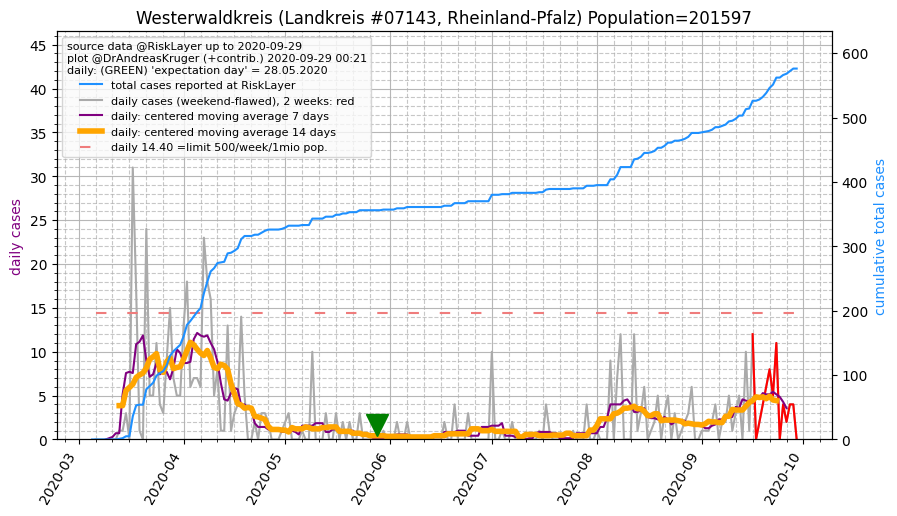 Westerwaldkreis (Landkreis #07143, Rheinland-Pfalz) Population=201597
source data @RiskLayer up to 2020-09-29
plot @DrAndreasKruger (+contrib.) 2020-09-29 00:21
daily: (GREEN) 'expectation day' = 28.05.2020
total cases reported at RiskLayer
daily cases (weekend-flawed), 2 weeks: red
daily: centered moving average 7 days
daily: centered moving average 14 days
daily 14.40 =limit 500/week/1mio pop.
daily cases
45
40
35
30
25
20
15
10
5
0
cumulative total cases
600
500
400
300
200
100
0
2020-03
2020-04
2020-05
2020-06
2020-07
2020-08
2020-09
2020-10